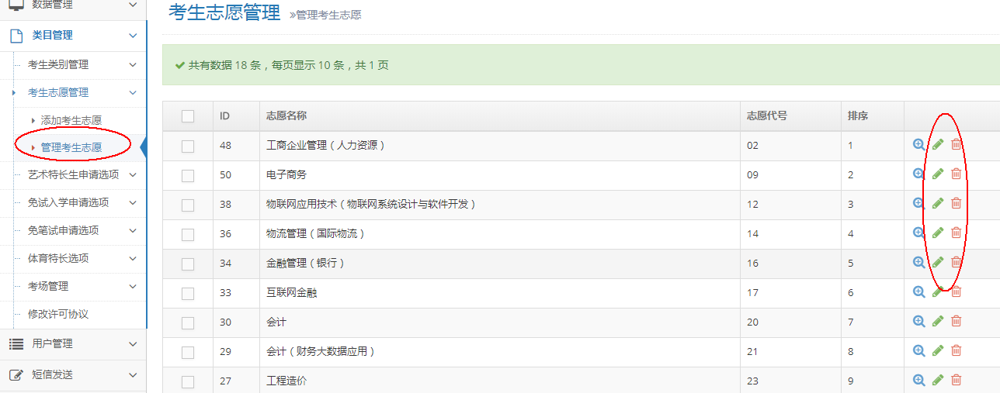 数据管理
类目管理
考生类别管理
考生志愿管理
添加考生志愿
管理考生志愿
艺术特长生申请选项
免试入学申请选项
免笔试申请选项
体育特长选项
考场管理
修改许可协议
用户管理
短信发送
考生志愿管理 »管理考生志愿
共有数据 18 条，每页显示 10 条，共 1 页
ID 志愿名称 志愿代号 排序
48 工商企业管理（人力资源） 02 1
50 电子商务 09 2
38 物联网应用技术（物联网系统设计与软件开发） 12 3
36 物流管理（国际物流） 14 4
34 金融管理（银行） 16 5
33 互联网金融 17 6
30 会计 20 7
29 会计（财务大数据应用） 21 8
27 工程造价 23 9